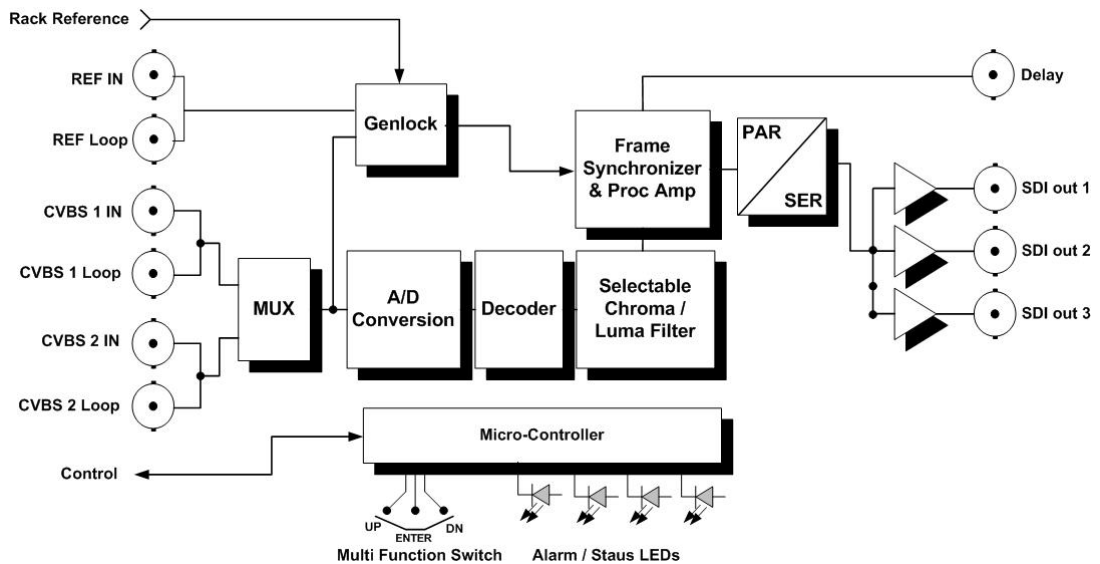 Rack Reference
REF IN
REF Loop
CVBS 1 IN
CVBS 1 Loop
CVBS 2 IN
CVBS 2 Loop
Control
Genlock
MUX
A/D
Conversion
Decoder
Selectable
Chroma /
Luma Filter
Frame
Synchronizer
& Proc Amp
PAR
SER
Delay
SDI out 1
SDI out 2
SDI out 3
Micro-Controller
UP
ENTER
DN
Multi Function Switch
Alarm / Staus LEDs